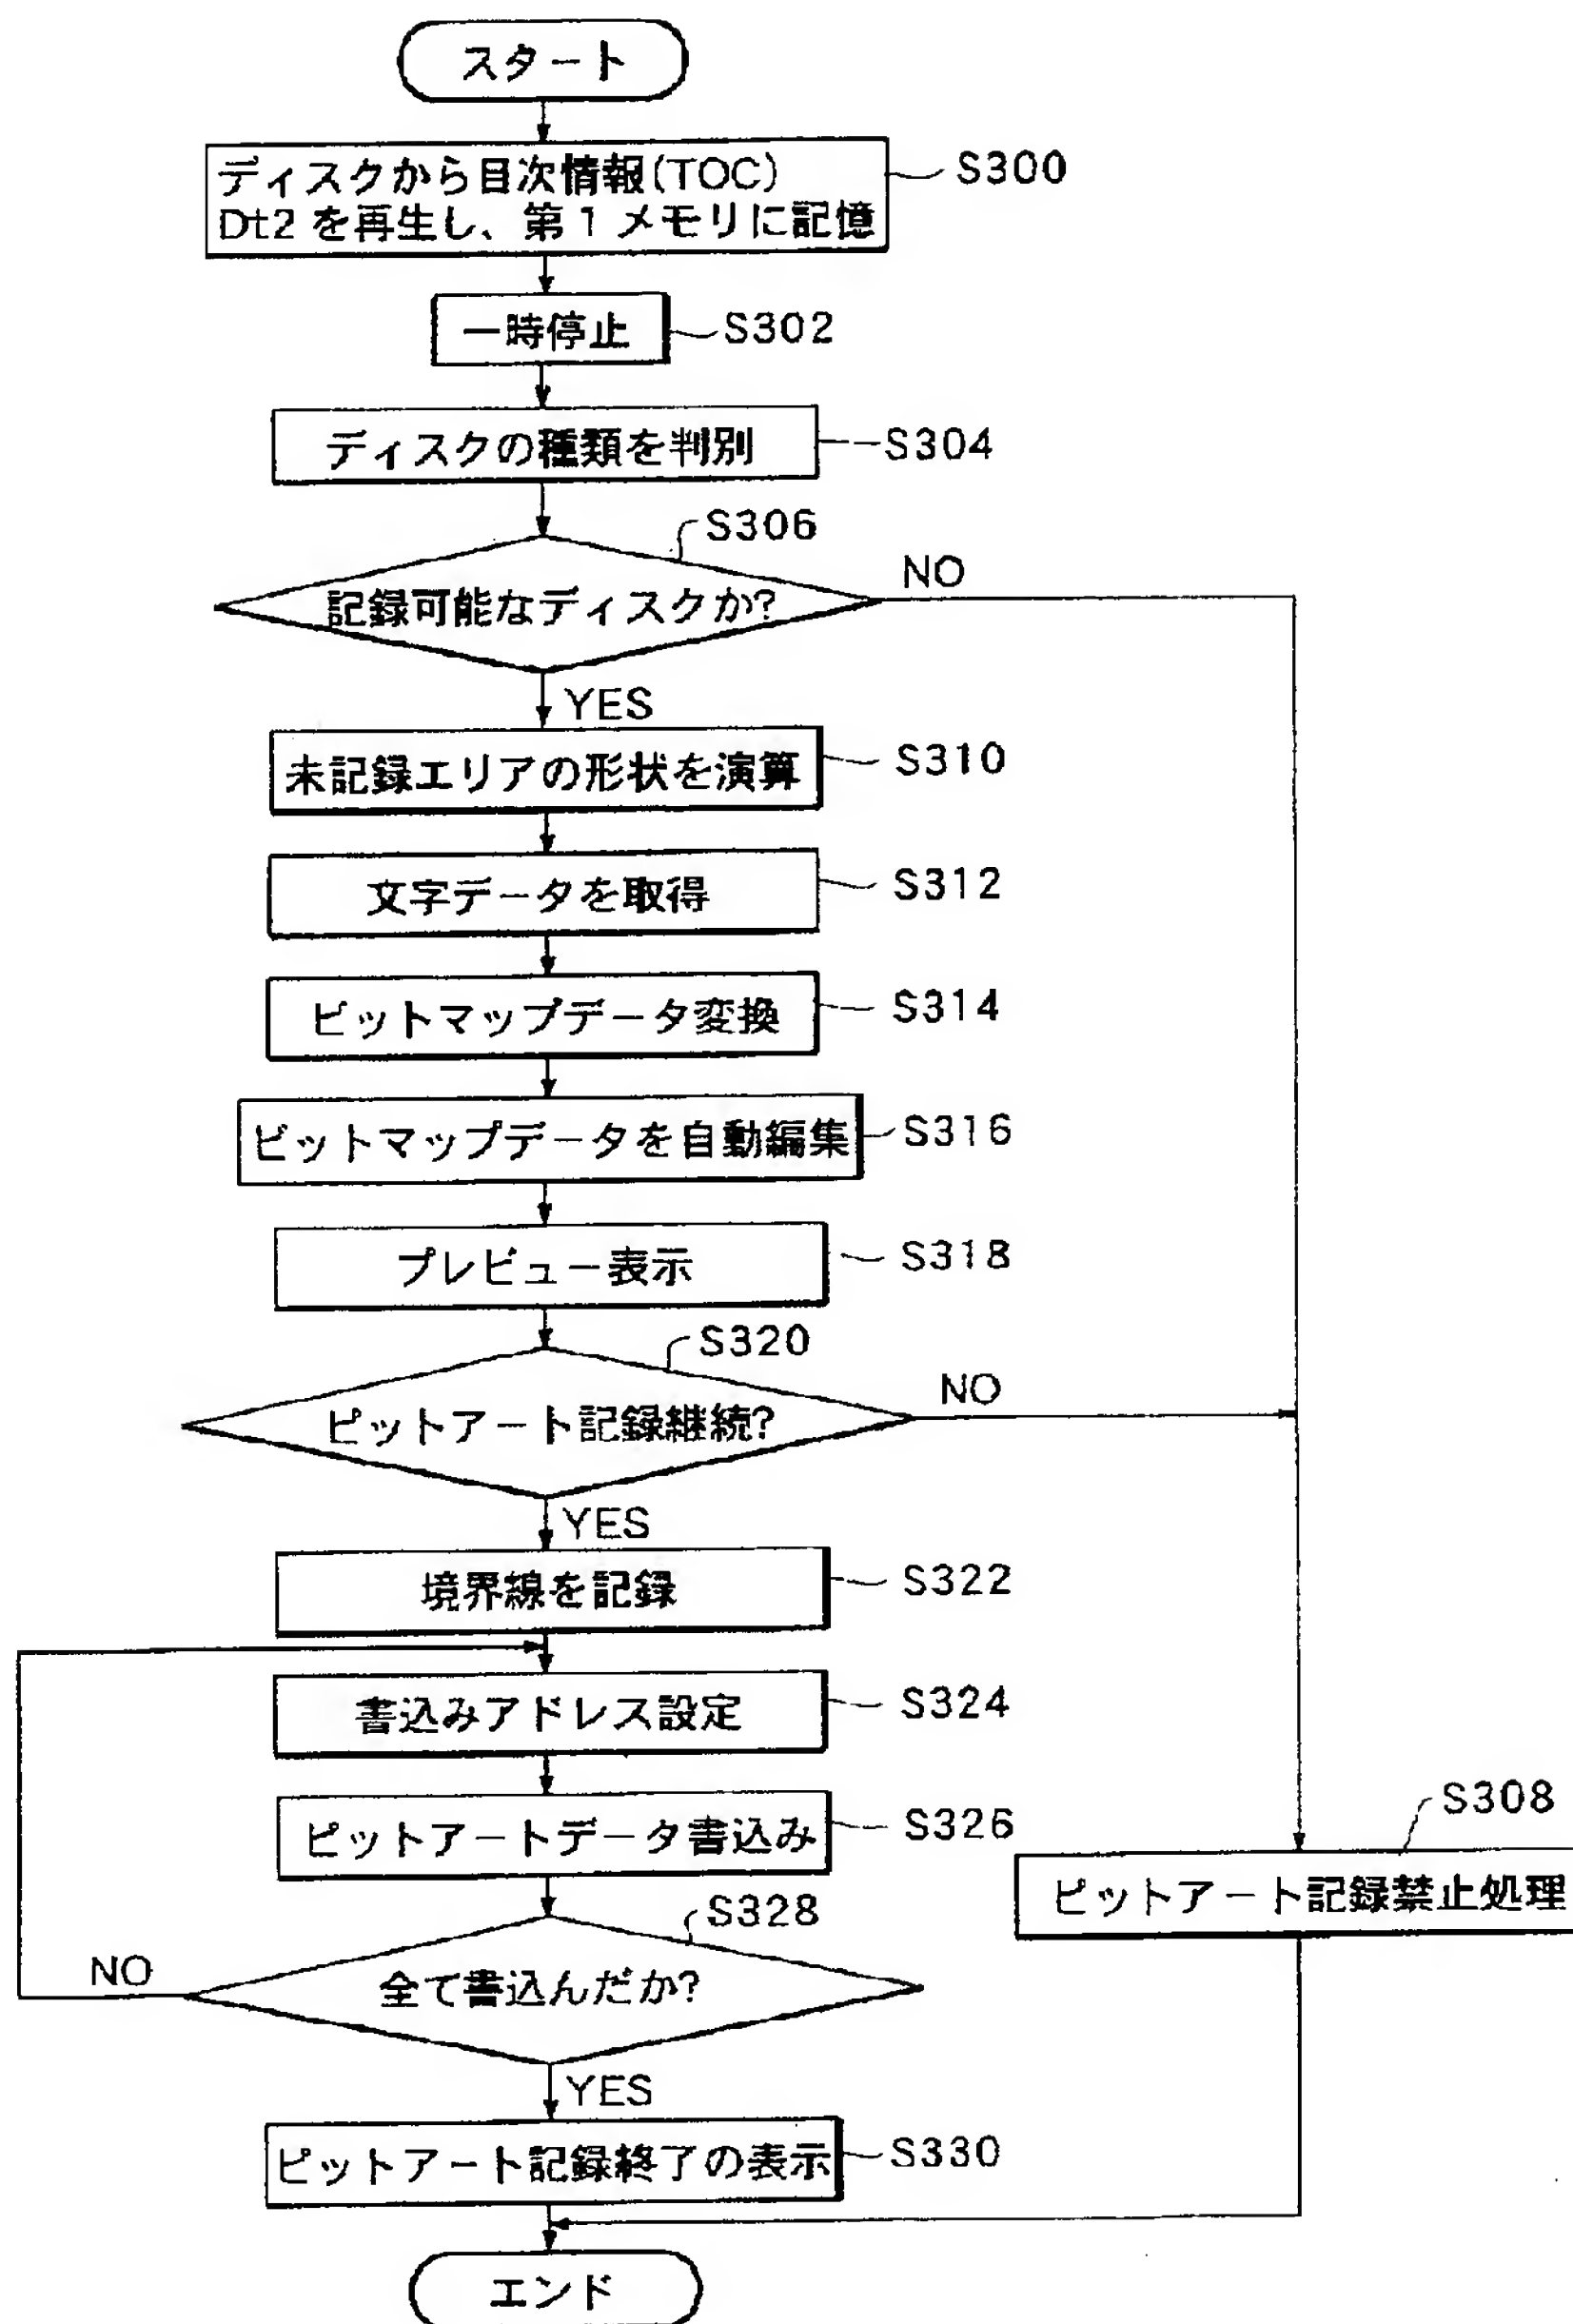 スタート
ディスクから目次情報(TOC)
Dt2を再生し、第1メモリに記憶
S300
一時停止
S302
ディスクの種類を判別
S304
S306
記録可能なディスクか?
NO
YES
未記録エリアの形状を演算
S310
文字データを取得
S312
ビットマップデータ変換
S314
ビットマップデータを自動編集
S316
プレビュー表示
S318
S320
ピットアート記録継続?
NO
YES
境界線を記録
S322
書込みアドレス設定
S324
ピットアートデータ書込み
S326
S308
ピットアート記録禁止処理
S328
全て書込んだか?
NO
YES
ピットアート記録終了の表示
S330
エンド